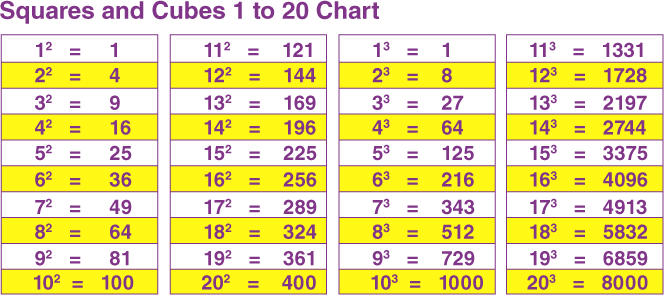 Squares and Cubes 1 to 20 Chart
1² = 1 11² = 121 1³ = 1 11³ = 1331
2² = 4 12² = 144 2³ = 8 12³ = 1728
3² = 9 13² = 169 3³ = 27 13³ = 2197
4² = 16 14² = 196 4³ = 64 14³ = 2744
5² = 25 15² = 225 5³ = 125 15³ = 3375
6² = 36 16² = 256 6³ = 216 16³ = 4096
7² = 49 17² = 289 7³ = 343 17³ = 4913
8² = 64 18² = 324 8³ = 512 18³ = 5832
9² = 81 19² = 361 9³ = 729 19³ = 6859
10² = 100 20² = 400 10³ = 1000 20³ = 8000